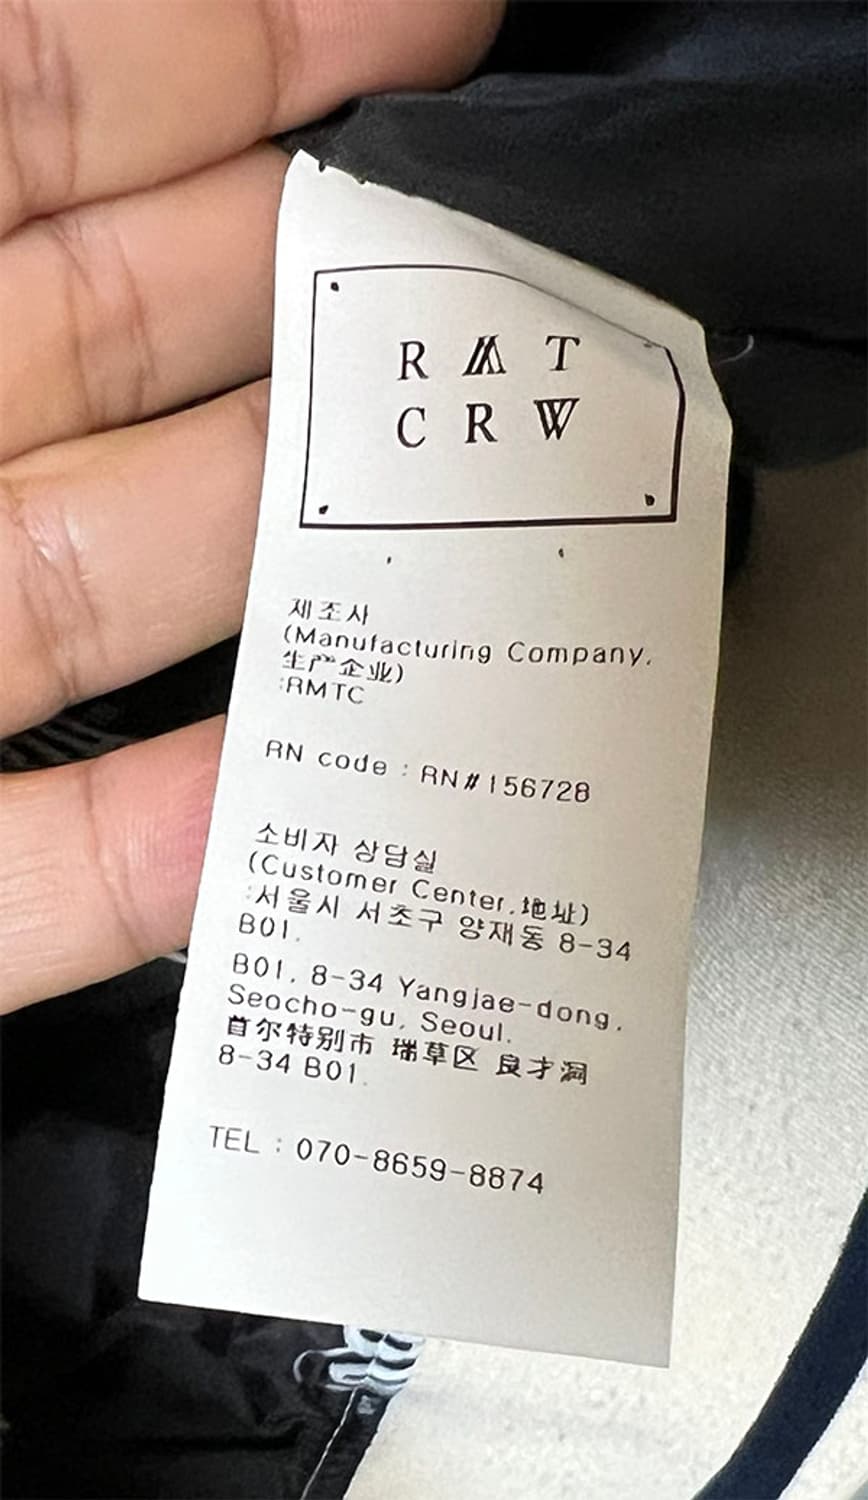 R M T
C R W
제조사
(Manufacturing Company,
生产企业)
:RMTC
RN code : RN#156728
소비자 상담실
(Customer Center,地址)
:서울시 서초구 양재동 8-34
B01.
B01, 8-34 Yangjae-dong,
Seocho-gu, Seoul.
首尔特别市 瑞草区 良才洞
8-34 B01.
TEL : 070-8659-8874